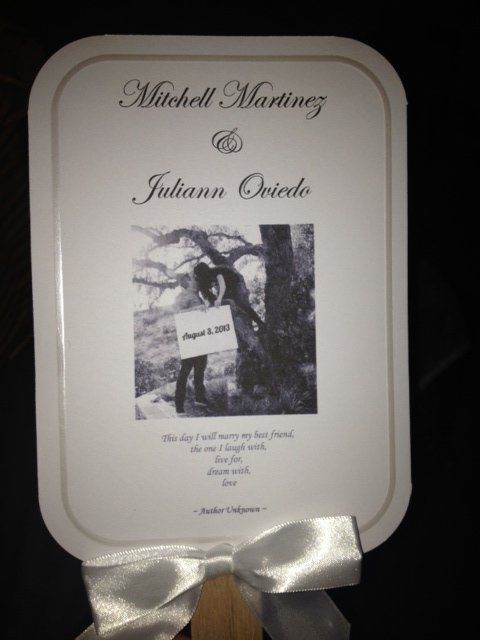 Mitchell Martinez
&
Juliann Oviedo
August 3, 2013
This day I will marry my best friend,
the one I laugh with,
live for,
dream with,
love
~ Author Unknown ~